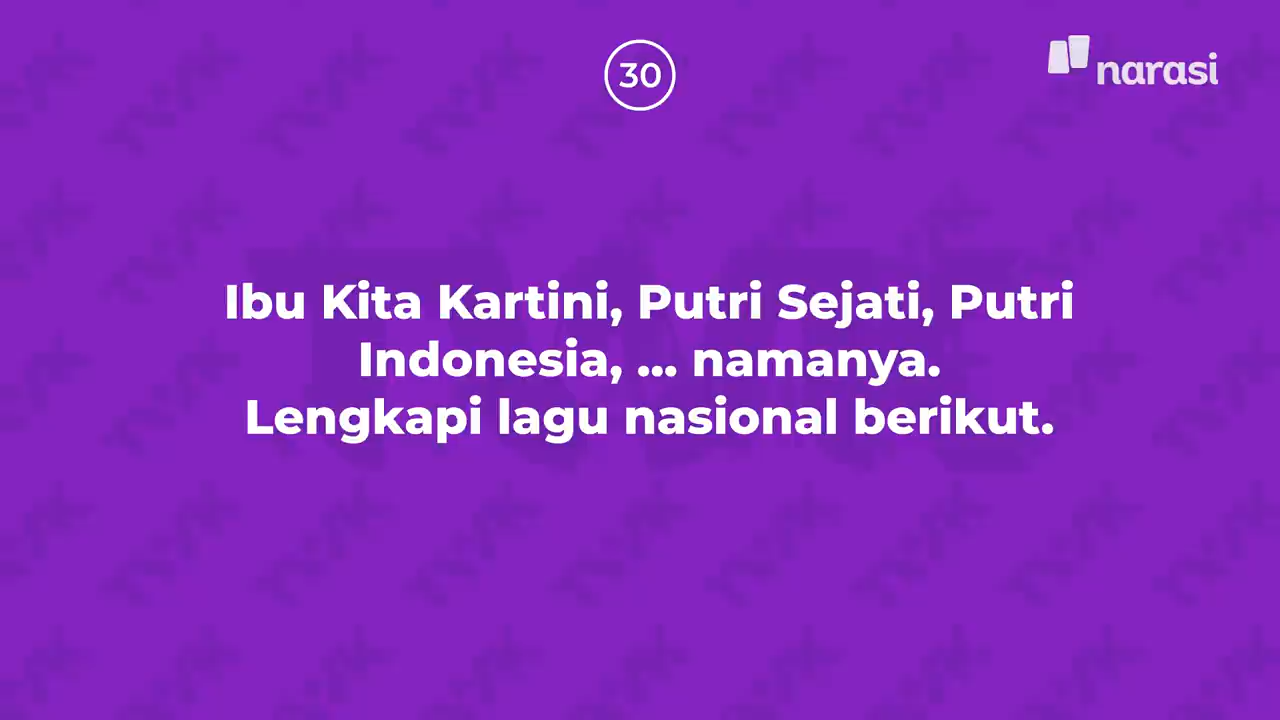 30
narasi
Ibu Kita Kartini, Putri Sejati, Putri
Indonesia, ... namanya.
Lengkapi lagu nasional berikut.